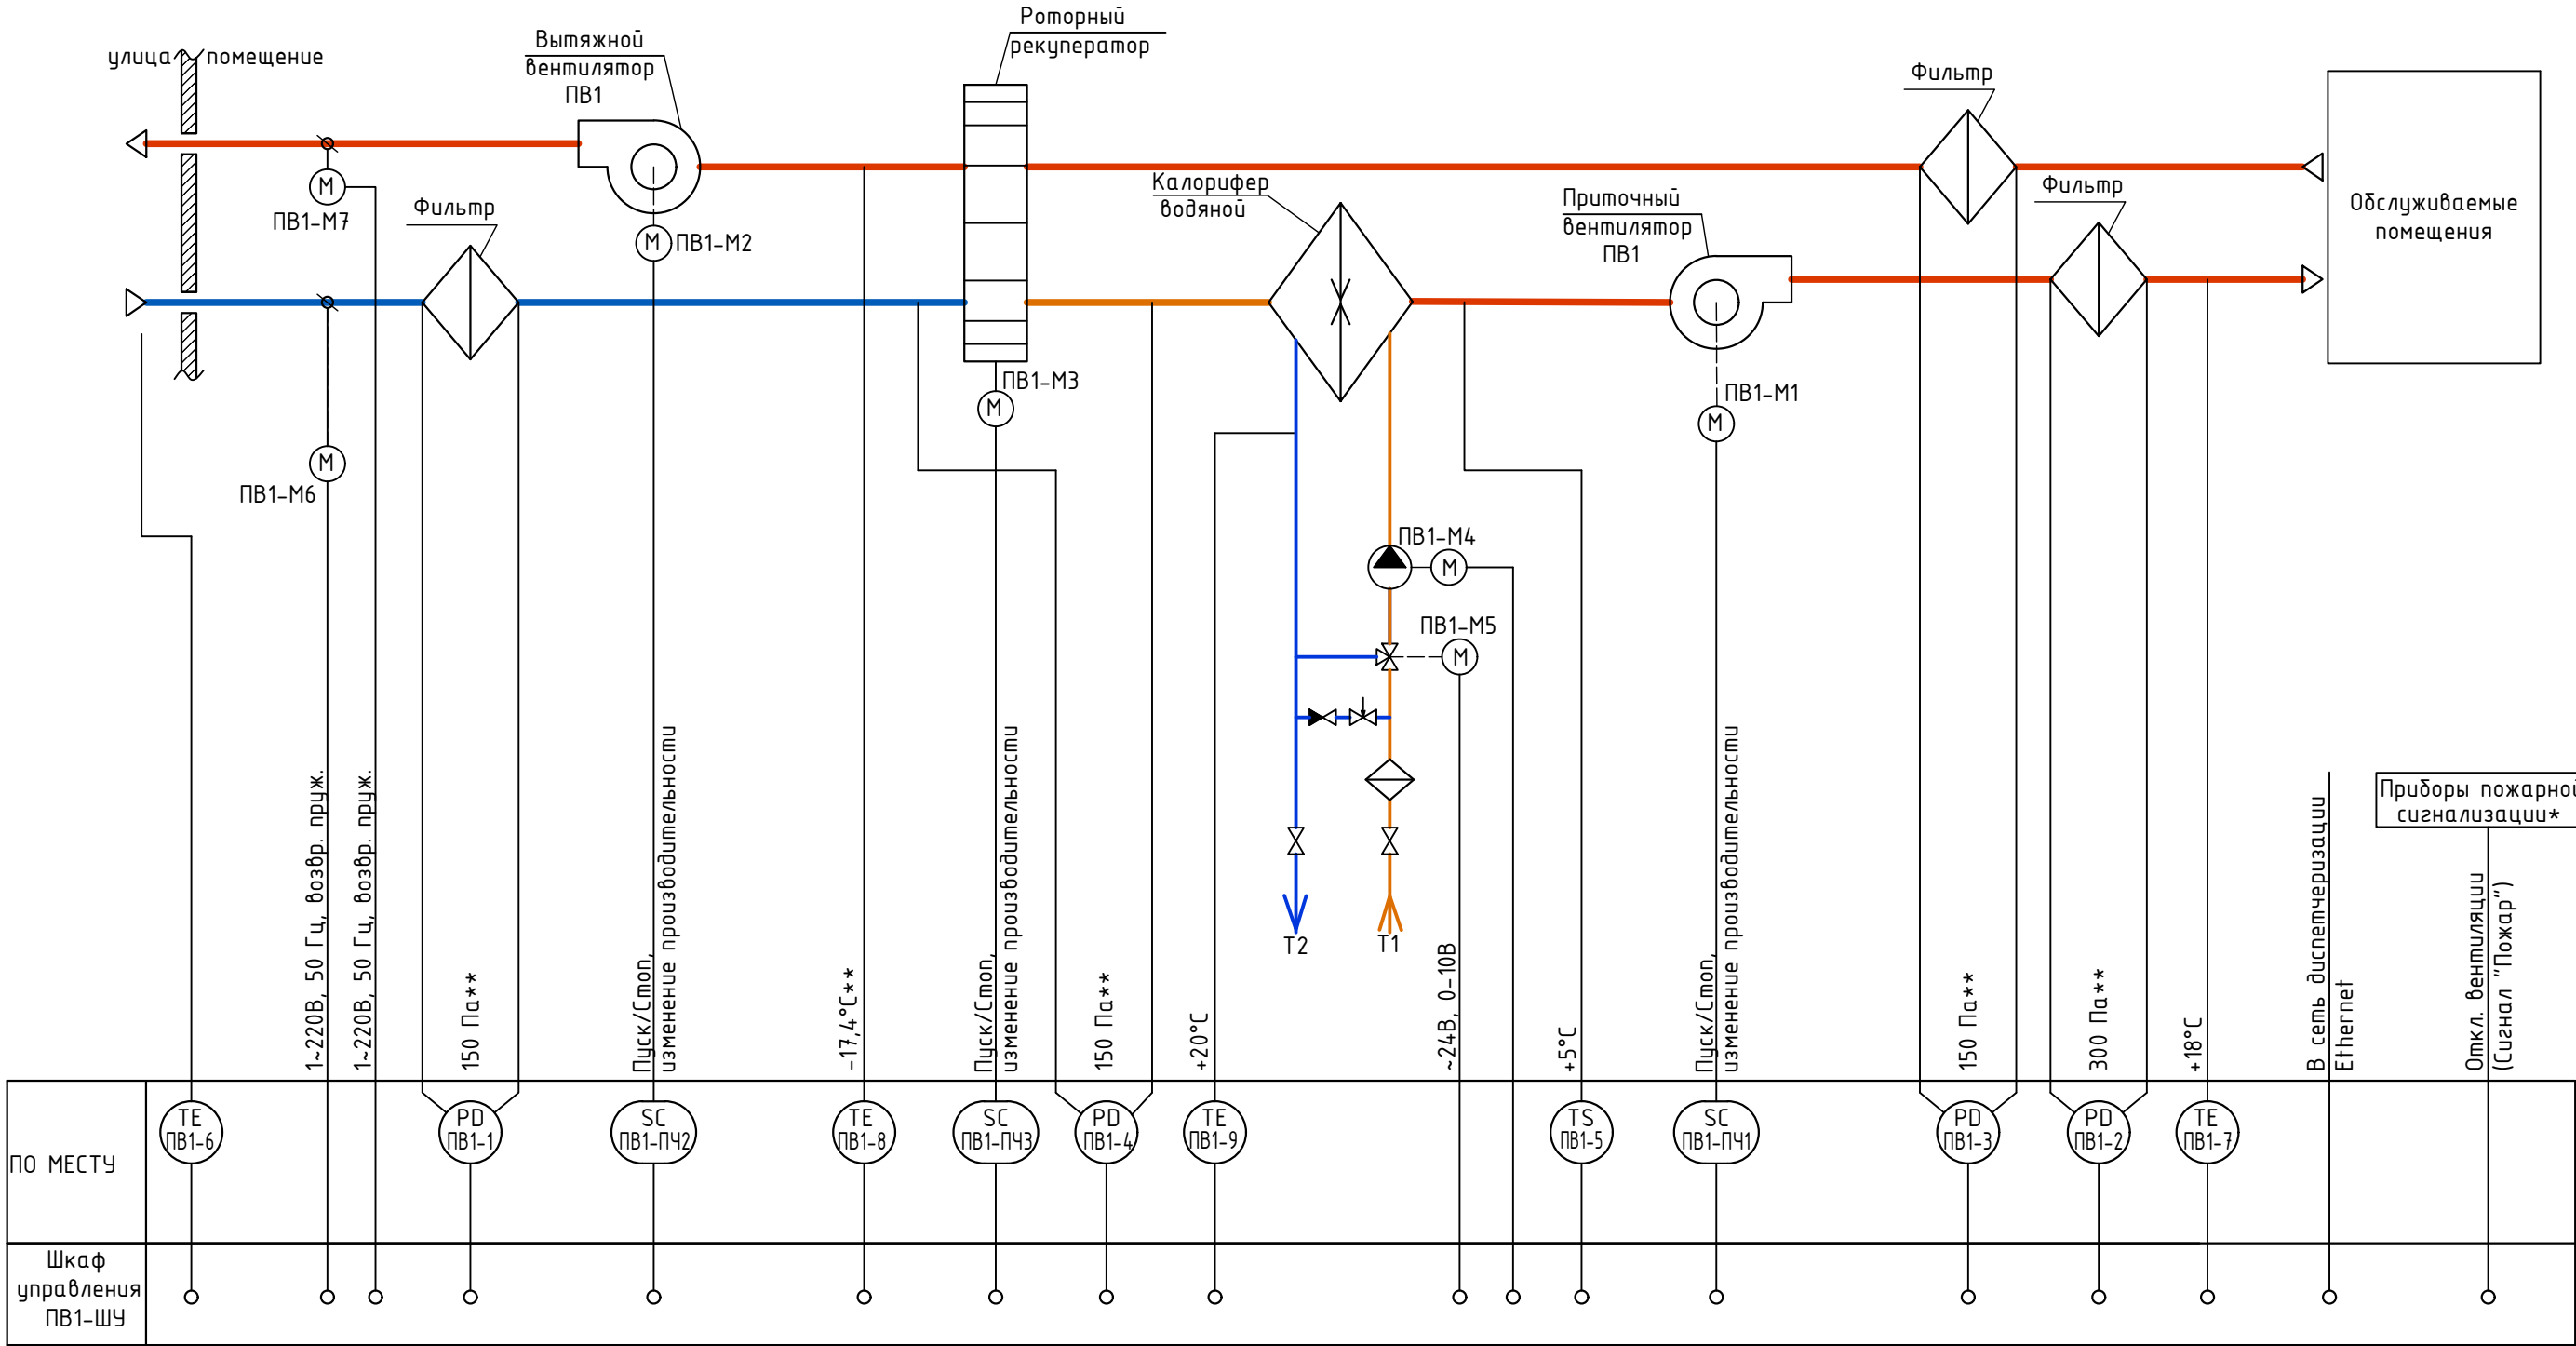 Роторный
рекуператор
Вытяжной
вентилятор
ПВ1
улица
помещение
Фильтр
Обслуживаемые
помещения
М
ПВ1-М7
Фильтр
М
ПВ1-М2
Калорифер
водяной
Приточный
вентилятор
ПВ1
Фильтр
М
ПВ1-М6
ПВ1-М3
М
ПВ1-М1
М
ПВ1-М4
М
ПВ1-М5
М
Т2
Т1
1~220В, 50 Гц, возвр. пруж.
1~220В, 50 Гц, возвр. пруж.
150 Па**
Пуск/Стоп,
изменение производительности
-17,4°С**
Пуск/Стоп,
изменение производительности
150 Па**
+20°С
~24В, 0-10В
+5°С
Пуск/Стоп,
изменение производительности
150 Па**
300 Па**
+18°С
В сеть диспетчеризации
Ethernet
Приборы пожарной
сигнализации*
Откл. вентиляции
(Сигнал "Пожар")
ПО МЕСТУ
TE
ПВ1-6
PD
ПВ1-1
SC
ПВ1-ПЧ2
TE
ПВ1-8
SC
ПВ1-ПЧ3
PD
ПВ1-4
TE
ПВ1-9
TS
ПВ1-5
SC
ПВ1-ПЧ1
PD
ПВ1-3
PD
ПВ1-2
TE
ПВ1-7
Шкаф
управления
ПВ1-ШУ